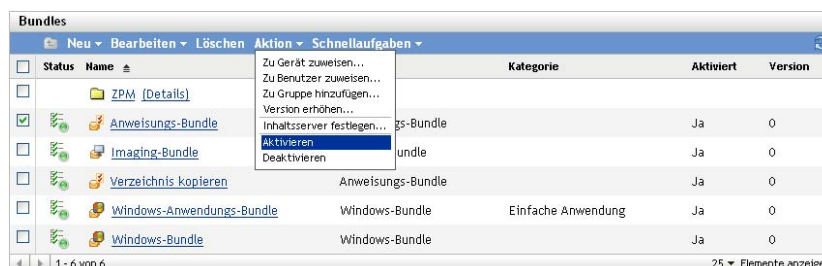 Bundles
Neu Bearbeiten Löschen Aktion Schnellaufgaben
Status Name Kategorie Aktiviert Version
Zu Gerät zuweisen...
Zu Benutzer zuweisen...
Zu Gruppe hinzufügen...
Version erhöhen...
Inhaltsserver festlegen...
Aktivieren
Deaktivieren
ZPM (Details)
Anweisungs-Bundle gs-Bundle Ja 0
Imaging-Bundle undle Ja 0
Verzeichnis kopieren Anweisungs-Bundle Ja 0
Windows-Anwendungs-Bundle Windows-Bundle Einfache Anwendung Ja 0
Windows-Bundle Windows-Bundle Ja 0
1 - 6 von 6 25 Elemente anzeige